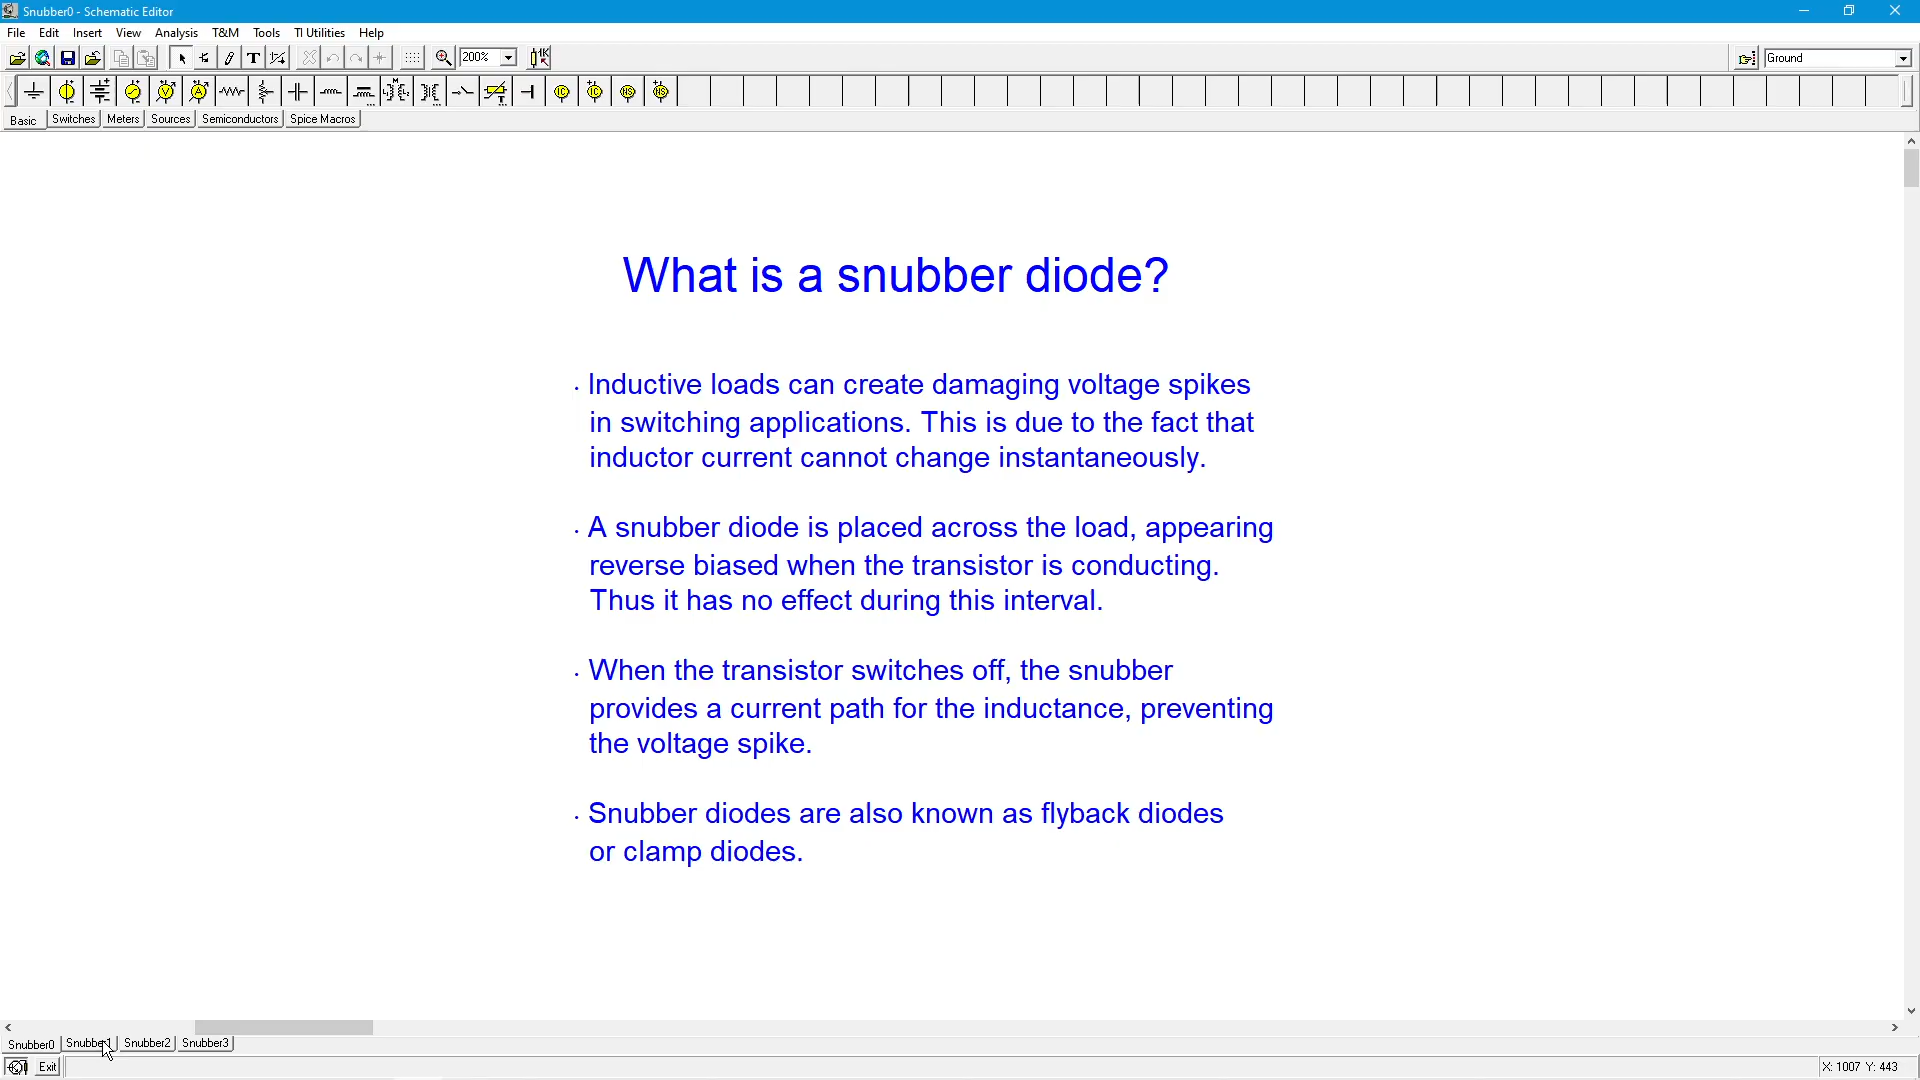 Snubber0 - Schematic Editor
File Edit Insert View Analysis T&M Tools TI Utilities Help
200%
1K
Ground
Basic Switches Meters Sources Semiconductors Spice Macros
What is a snubber diode?
· Inductive loads can create damaging voltage spikes
in switching applications. This is due to the fact that
inductor current cannot change instantaneously.
· A snubber diode is placed across the load, appearing
reverse biased when the transistor is conducting.
Thus it has no effect during this interval.
· When the transistor switches off, the snubber
provides a current path for the inductance, preventing
the voltage spike.
· Snubber diodes are also known as flyback diodes
or clamp diodes.
Snubber0 Snubber1 Snubber2 Snubber3
Exit
X: 1007 Y: 443